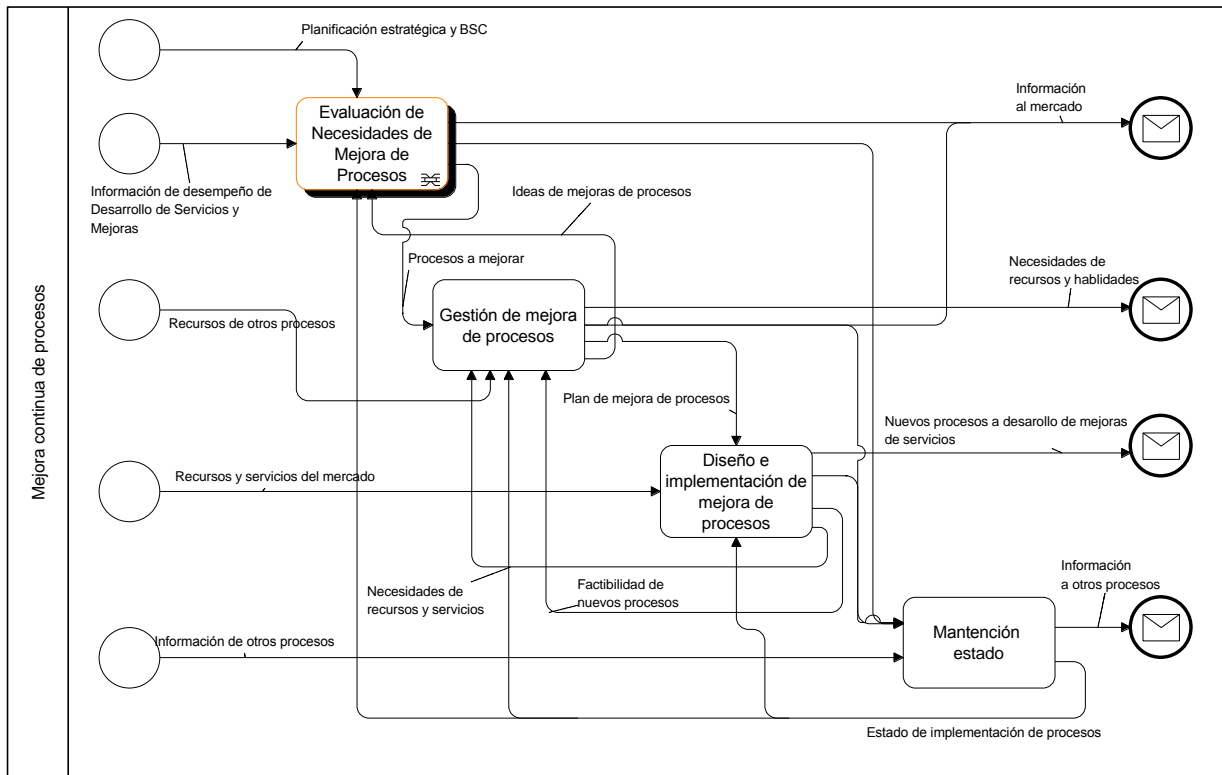 Mejora continua de procesos
Planificación estratégica y BSC
Evaluación de
Necesidades de
Mejora de
Procesos
Información
al mercado
Información de desempeño de
Desarrollo de Servicios y
Mejoras
Ideas de mejoras de procesos
Procesos a mejorar
Necesidades de
recursos y hablidades
Recursos de otros procesos
Gestión de mejora
de procesos
Plan de mejora de procesos
Nuevos procesos a desarollo de mejoras
de servicios
Recursos y servicios del mercado
Diseño e
implementación de
mejora de
procesos
Necesidades de
recursos y servicios
Factibilidad de
nuevos procesos
Información
a otros procesos
Información de otros procesos
Mantención
estado
Estado de implementación de procesos